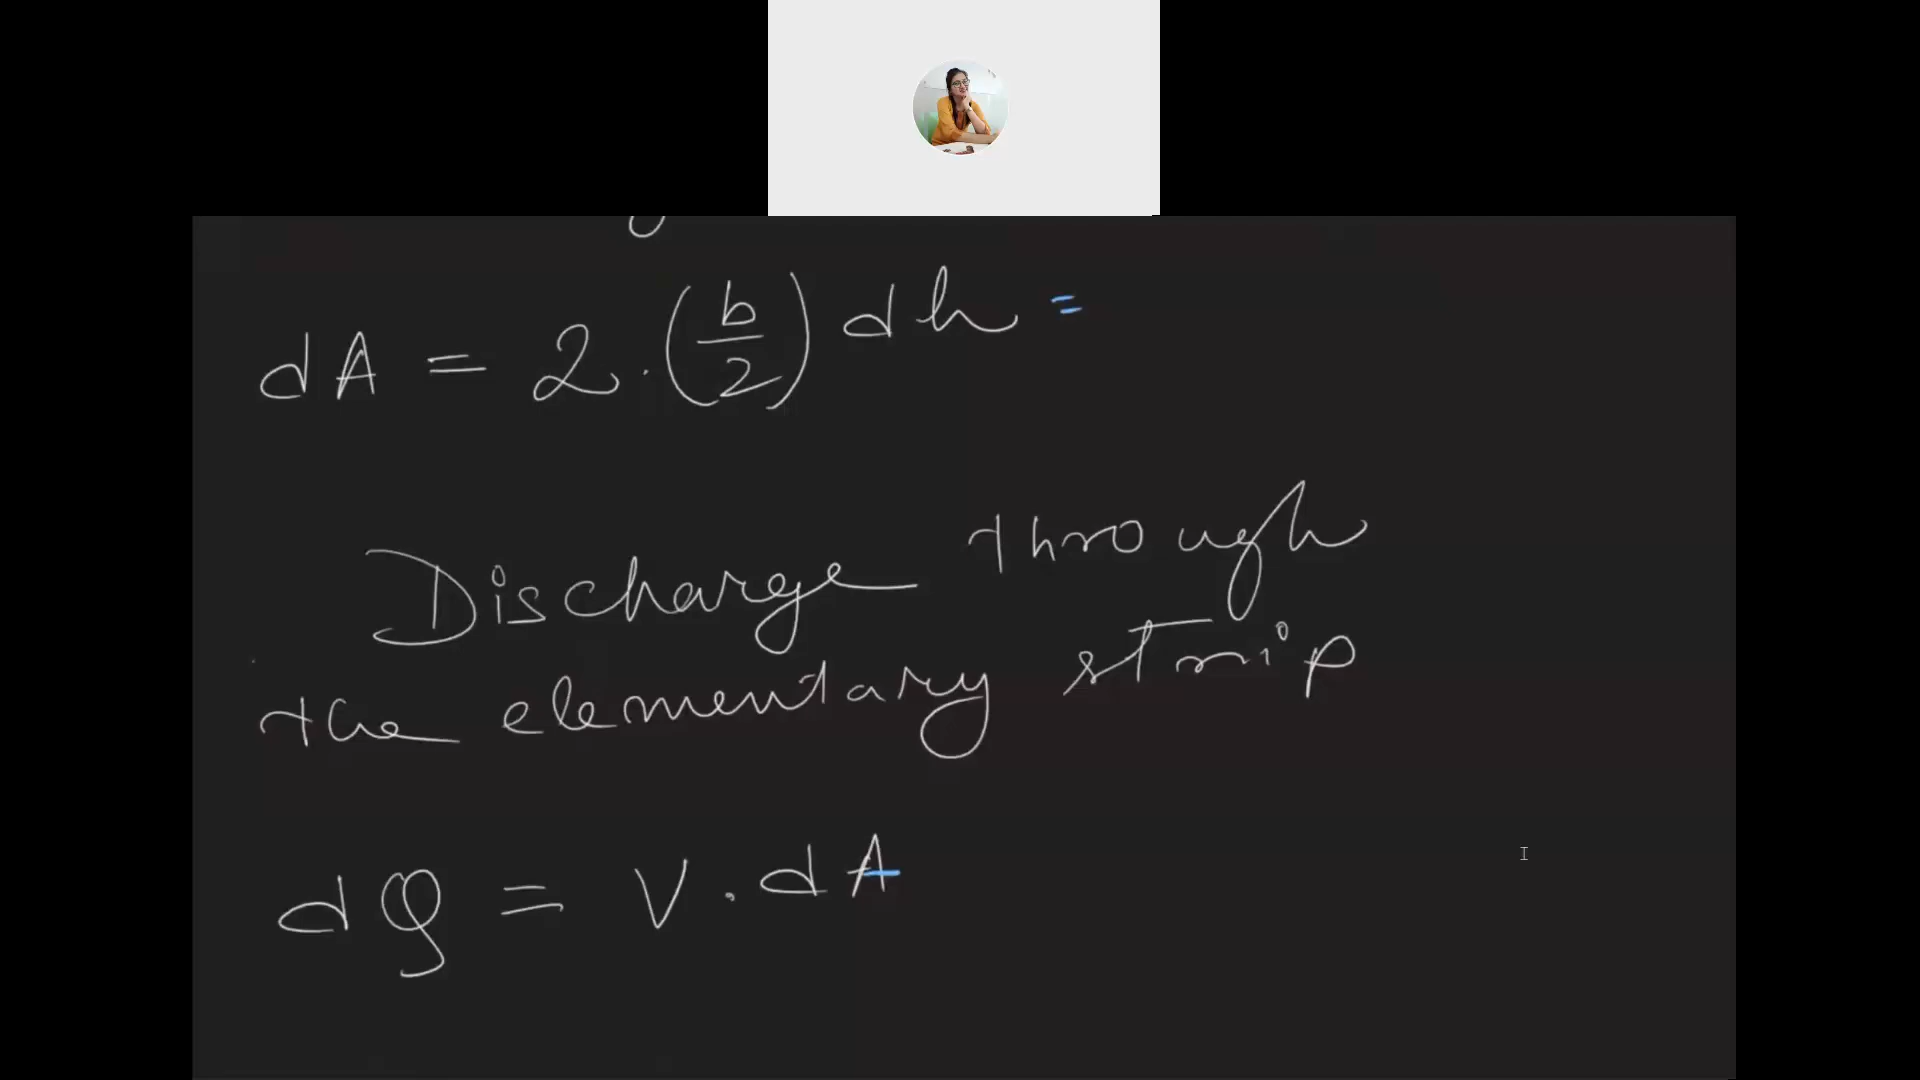 dA = 2 . (b/2) dh =
Discharge through
the elementary strip
dQ = V . dA